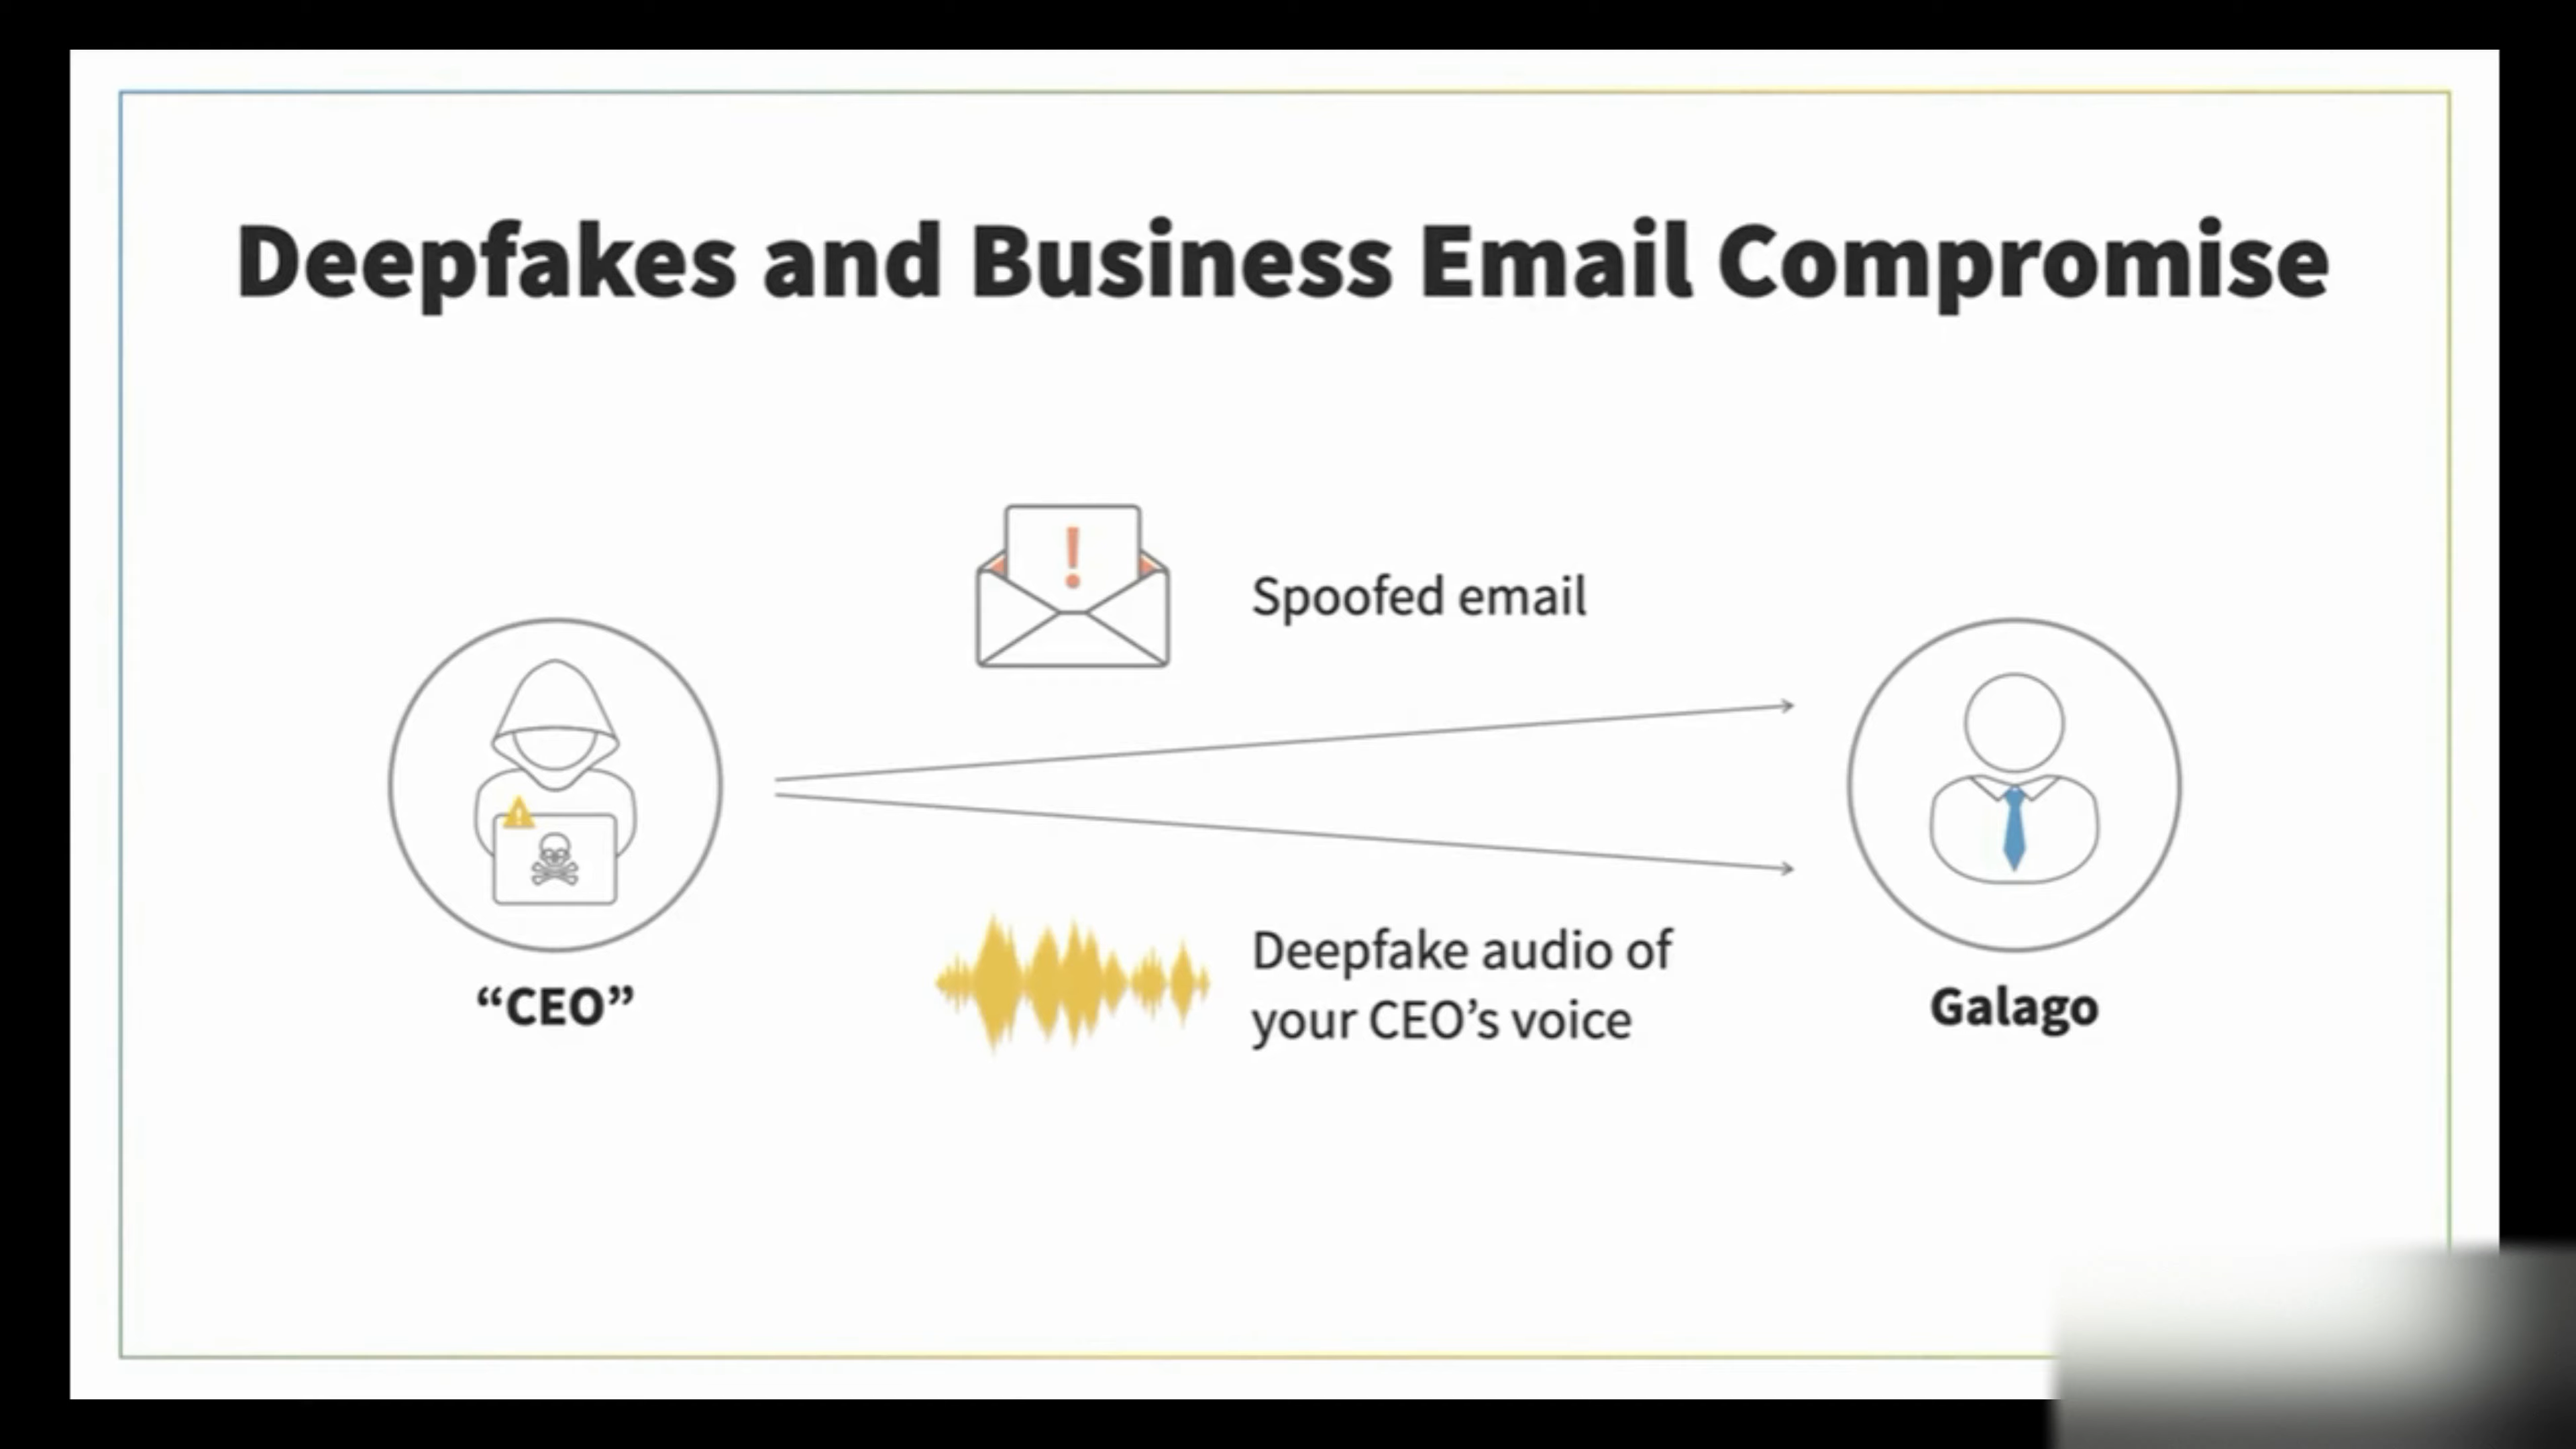 Deepfakes and Business Email Compromise
!
Spoofed email
“CEO”
Deepfake audio of
your CEO’s voice
Galago